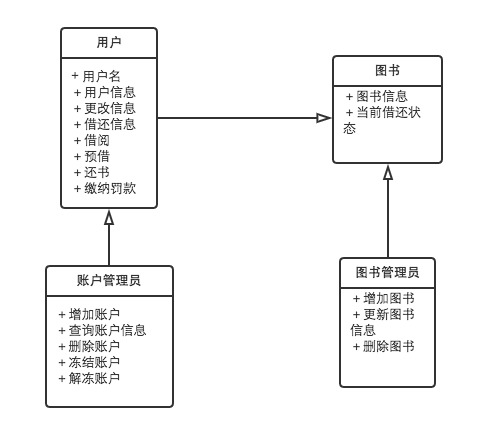 用户
+ 用户名
+ 用户信息
+ 更改信息
+ 借还信息
+ 借阅
+ 预借
+ 还书
+ 缴纳罚款
图书
+ 图书信息
+ 当前借还状
态
账户管理员
+ 增加账户
+ 查询账户信息
+ 删除账户
+ 冻结账户
+ 解冻账户
图书管理员
+ 增加图书
+ 更新图书
信息
+ 删除图书